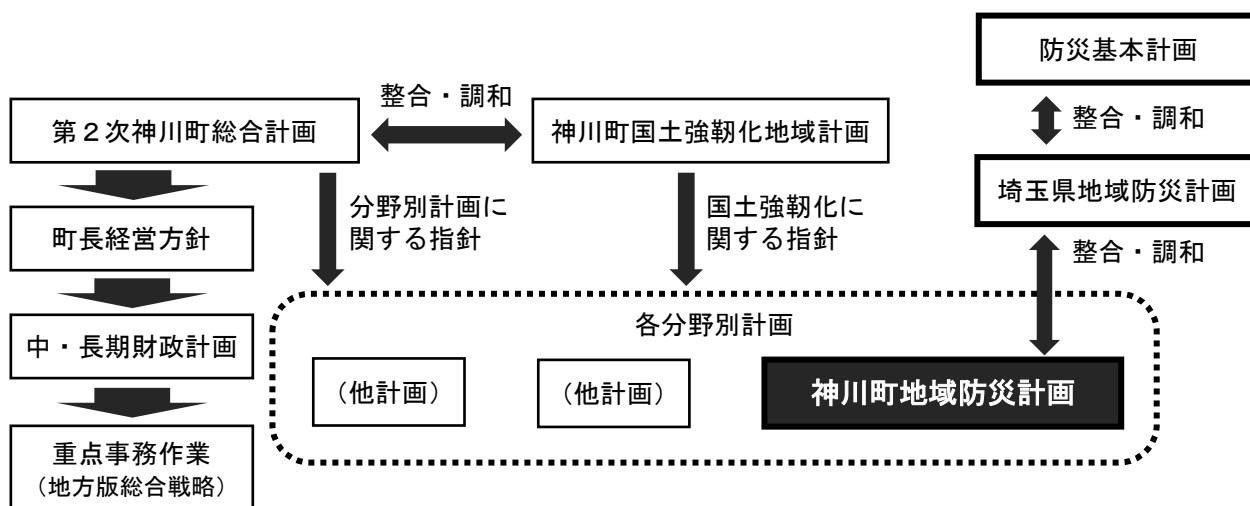 防災基本計画
整合・調和
第２次神川町総合計画
神川町国土強靭化地域計画
整合・調和
埼玉県地域防災計画
分野別計画に
関する指針
国土強靭化に
関する指針
町長経営方針
整合・調和
各分野別計画
中・長期財政計画
（他計画）
（他計画）
神川町地域防災計画
重点事務作業
（地方版総合戦略）